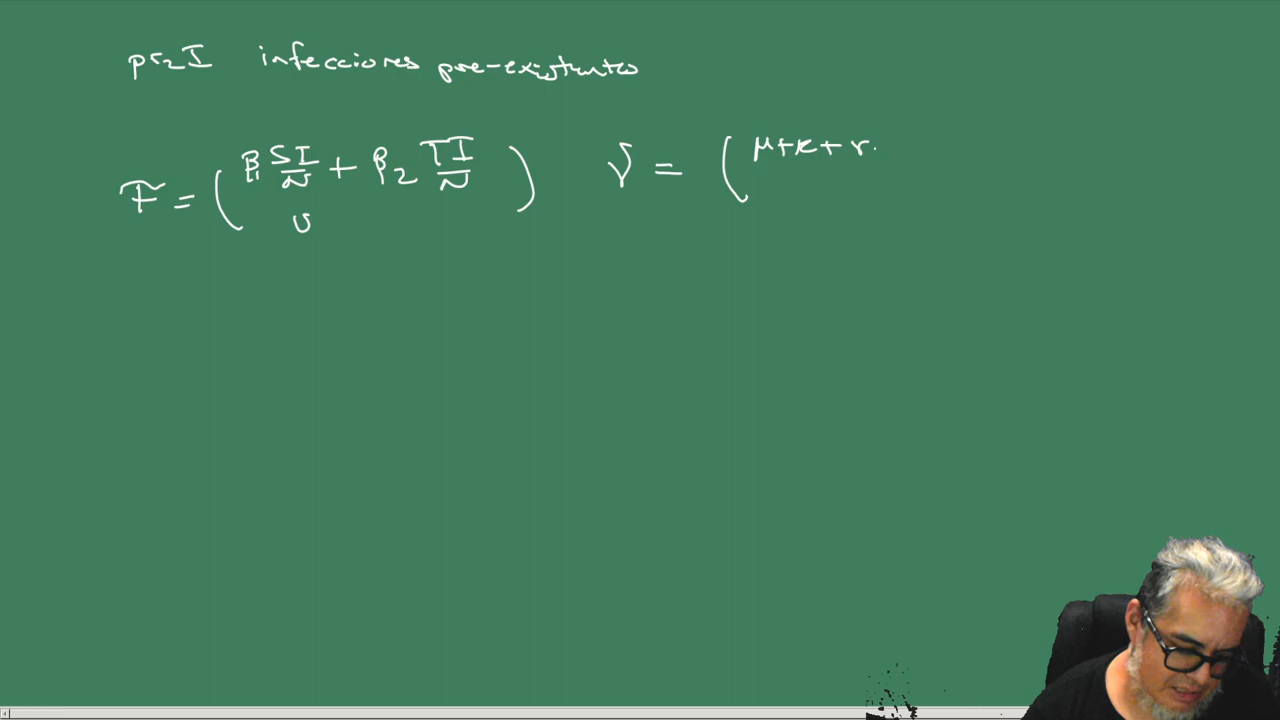 pr₂I infecciones pre-existentes
𝓕 = ( β₁ SI/N + β₂ TI/N ) 𝒱 = ( μ+κ+r
0